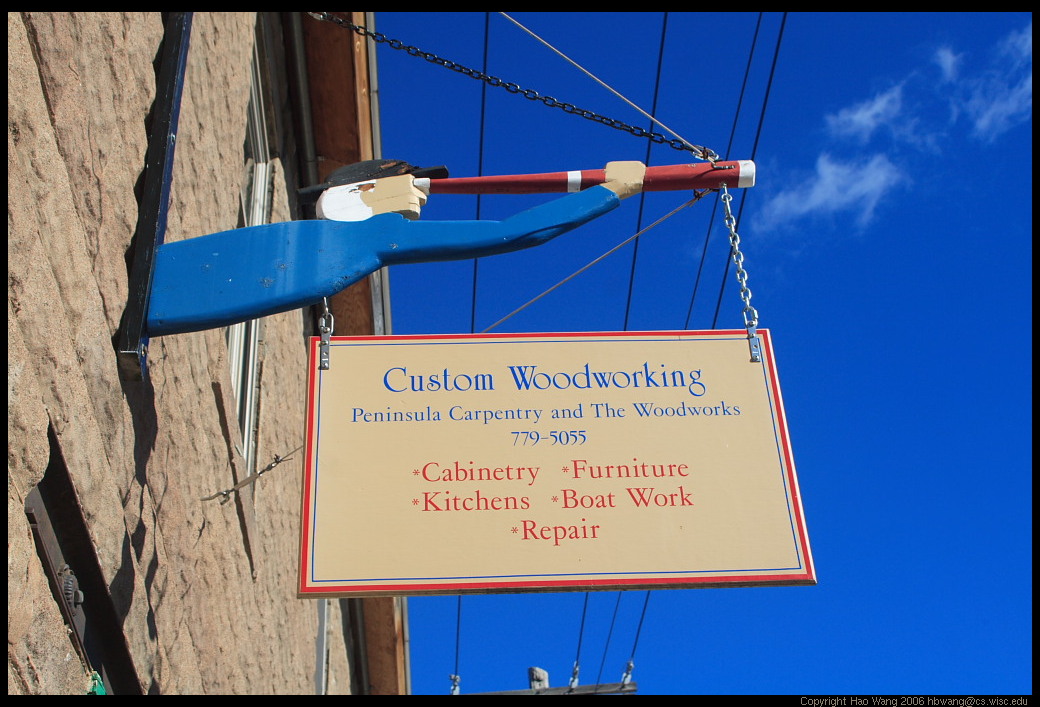 Custom Woodworking
Peninsula Carpentry and The Woodworks
779-5055
*Cabinetry *Furniture
*Kitchens *Boat Work
*Repair
Copyright Hao Wang 2006 hbwang@cs.wisc.edu